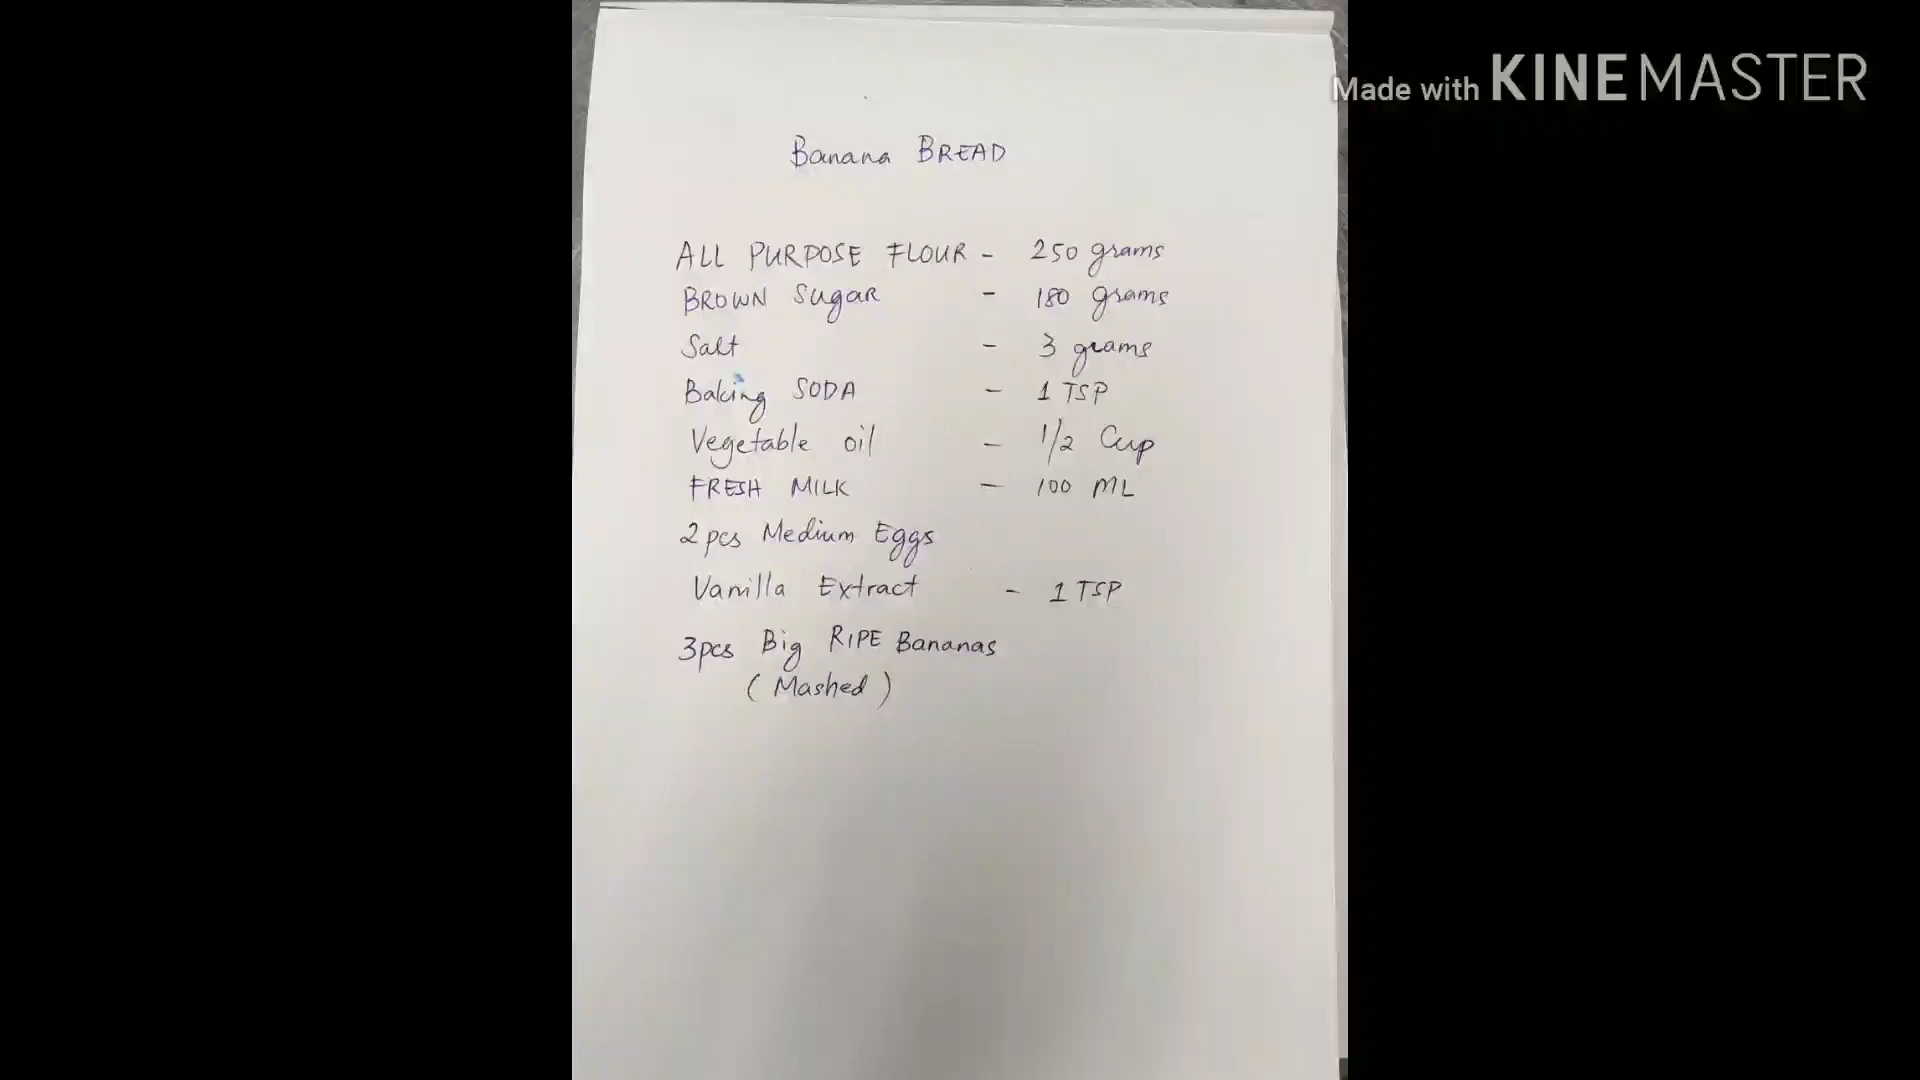 Made with KINEMASTER
Banana BREAD
ALL PURPOSE FLOUR - 250 grams
BROWN Sugar - 180 grams
Salt - 3 grams
Baking SODA - 1 TSP
Vegetable oil - 1/2 Cup
FRESH MILK - 100 ML
2 pcs Medium Eggs
Vanilla Extract - 1 TSP
3pcs Big RIPE Bananas
( Mashed )